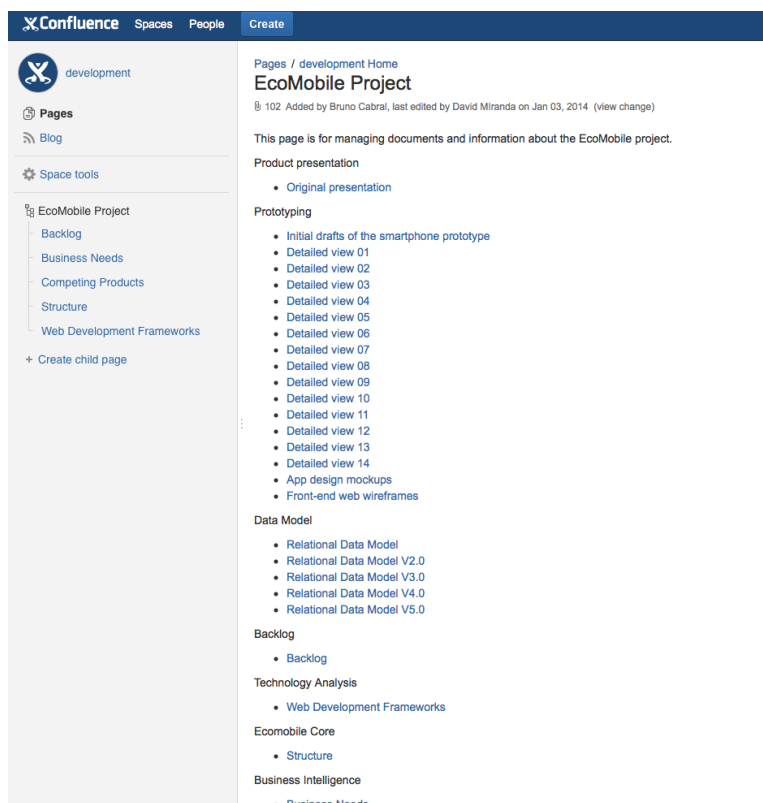 Confluence Spaces People Create
development
Pages
Blog
Space tools
EcoMobile Project
Backlog
Business Needs
Competing Products
Structure
Web Development Frameworks
+ Create child page
Pages / development Home
EcoMobile Project
102 Added by Bruno Cabral, last edited by David MIranda on Jan 03, 2014 (view change)
This page is for managing documents and information about the EcoMobile project.
Product presentation
• Original presentation
Prototyping
• Initial drafts of the smartphone prototype
• Detailed view 01
• Detailed view 02
• Detailed view 03
• Detailed view 04
• Detailed view 05
• Detailed view 06
• Detailed view 07
• Detailed view 08
• Detailed view 09
• Detailed view 10
• Detailed view 11
• Detailed view 12
• Detailed view 13
• Detailed view 14
• App design mockups
• Front-end web wireframes
Data Model
• Relational Data Model
• Relational Data Model V2.0
• Relational Data Model V3.0
• Relational Data Model V4.0
• Relational Data Model V5.0
Backlog
• Backlog
Technology Analysis
• Web Development Frameworks
Ecomobile Core
• Structure
Business Intelligence
• Business Needs